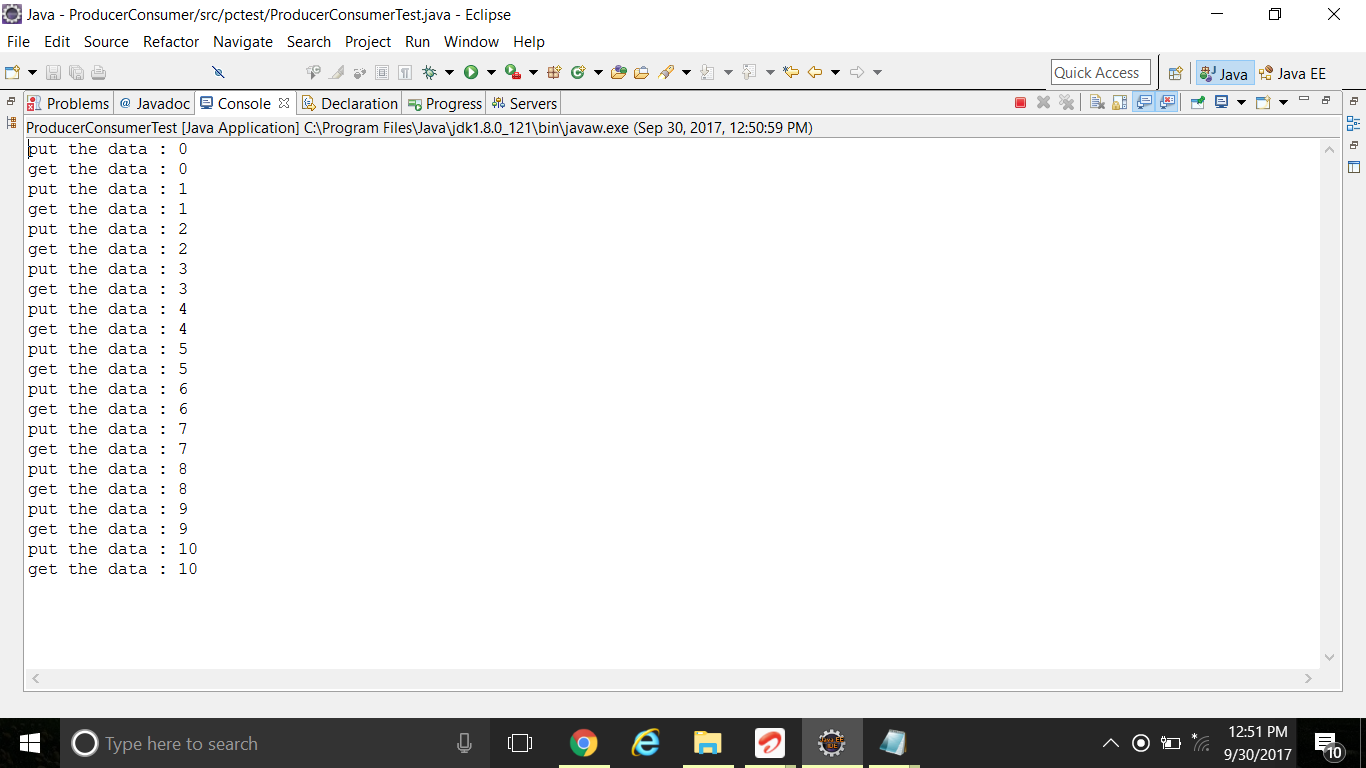 Java - ProducerConsumer/src/pctest/ProducerConsumerTest.java - Eclipse
File Edit Source Refactor Navigate Search Project Run Window Help
Quick Access Java Java EE
Problems @ Javadoc Console Declaration Progress Servers
ProducerConsumerTest [Java Application] C:\Program Files\Java\jdk1.8.0_121\bin\javaw.exe (Sep 30, 2017, 12:50:59 PM)
put the data : 0
get the data : 0
put the data : 1
get the data : 1
put the data : 2
get the data : 2
put the data : 3
get the data : 3
put the data : 4
get the data : 4
put the data : 5
get the data : 5
put the data : 6
get the data : 6
put the data : 7
get the data : 7
put the data : 8
get the data : 8
put the data : 9
get the data : 9
put the data : 10
get the data : 10
Type here to search
Java EE
IDE
12:51 PM
9/30/2017
10